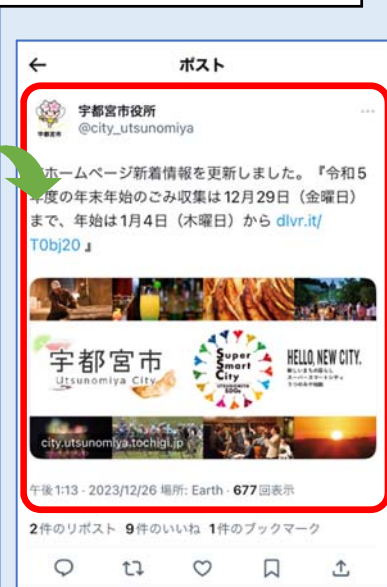 ポスト
宇都宮市役所
@city_utsunomiya
ホームページ新着情報を更新しました。『令和5
年度の年末年始のごみ収集は12月29日（金曜日）
まで、年始は1月4日（木曜日）から dlvr.it/
T0bj20 』
宇都宮市
Utsunomiya City
Super
Smart
City
UTSUNOMIYA
SDGs
HELLO, NEW CITY.
city.utsunomiya.tochigi.jp
午後1:13 · 2023/12/26 場所: Earth · 677 回表示
2件のリポスト 9件のいいね 1件のブックマーク